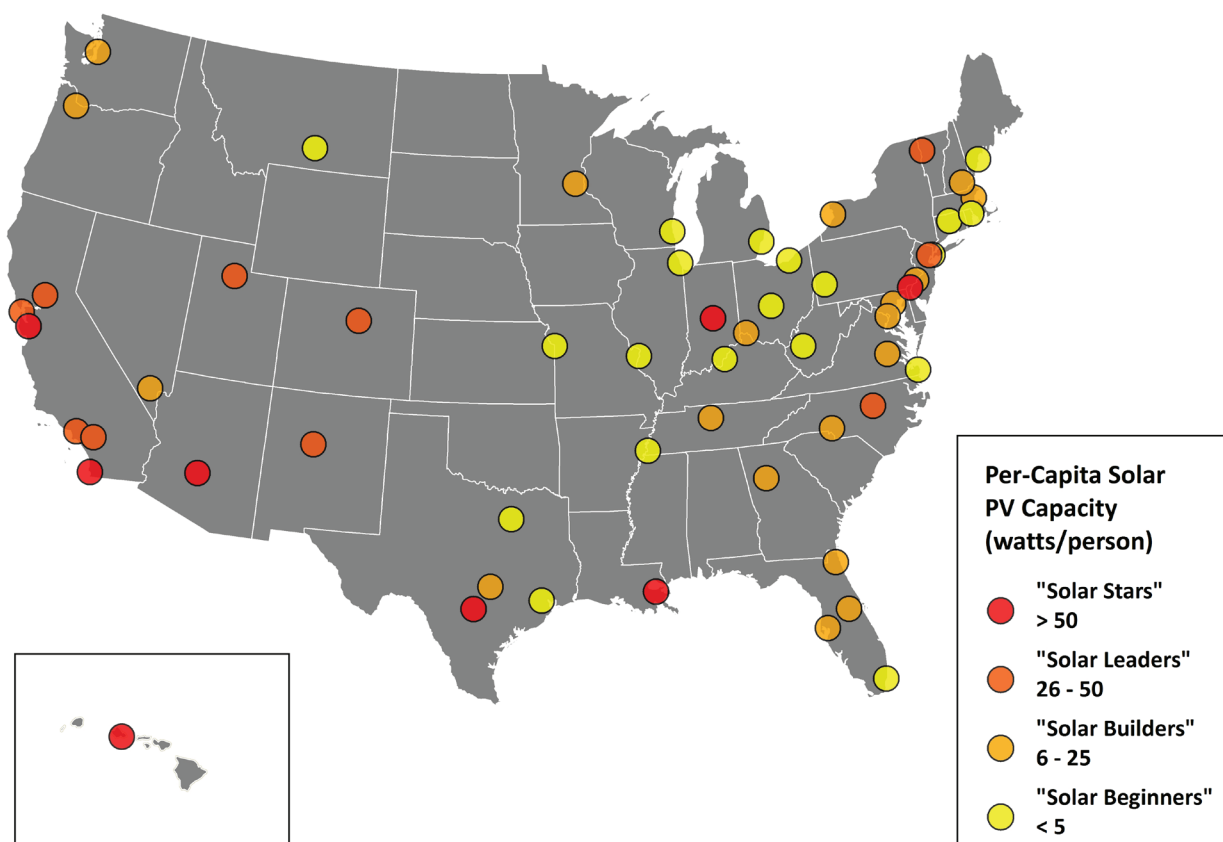 Per-Capita Solar
PV Capacity
(watts/person)
"Solar Stars"
> 50
"Solar Leaders"
26 - 50
"Solar Builders"
6 - 25
"Solar Beginners"
< 5